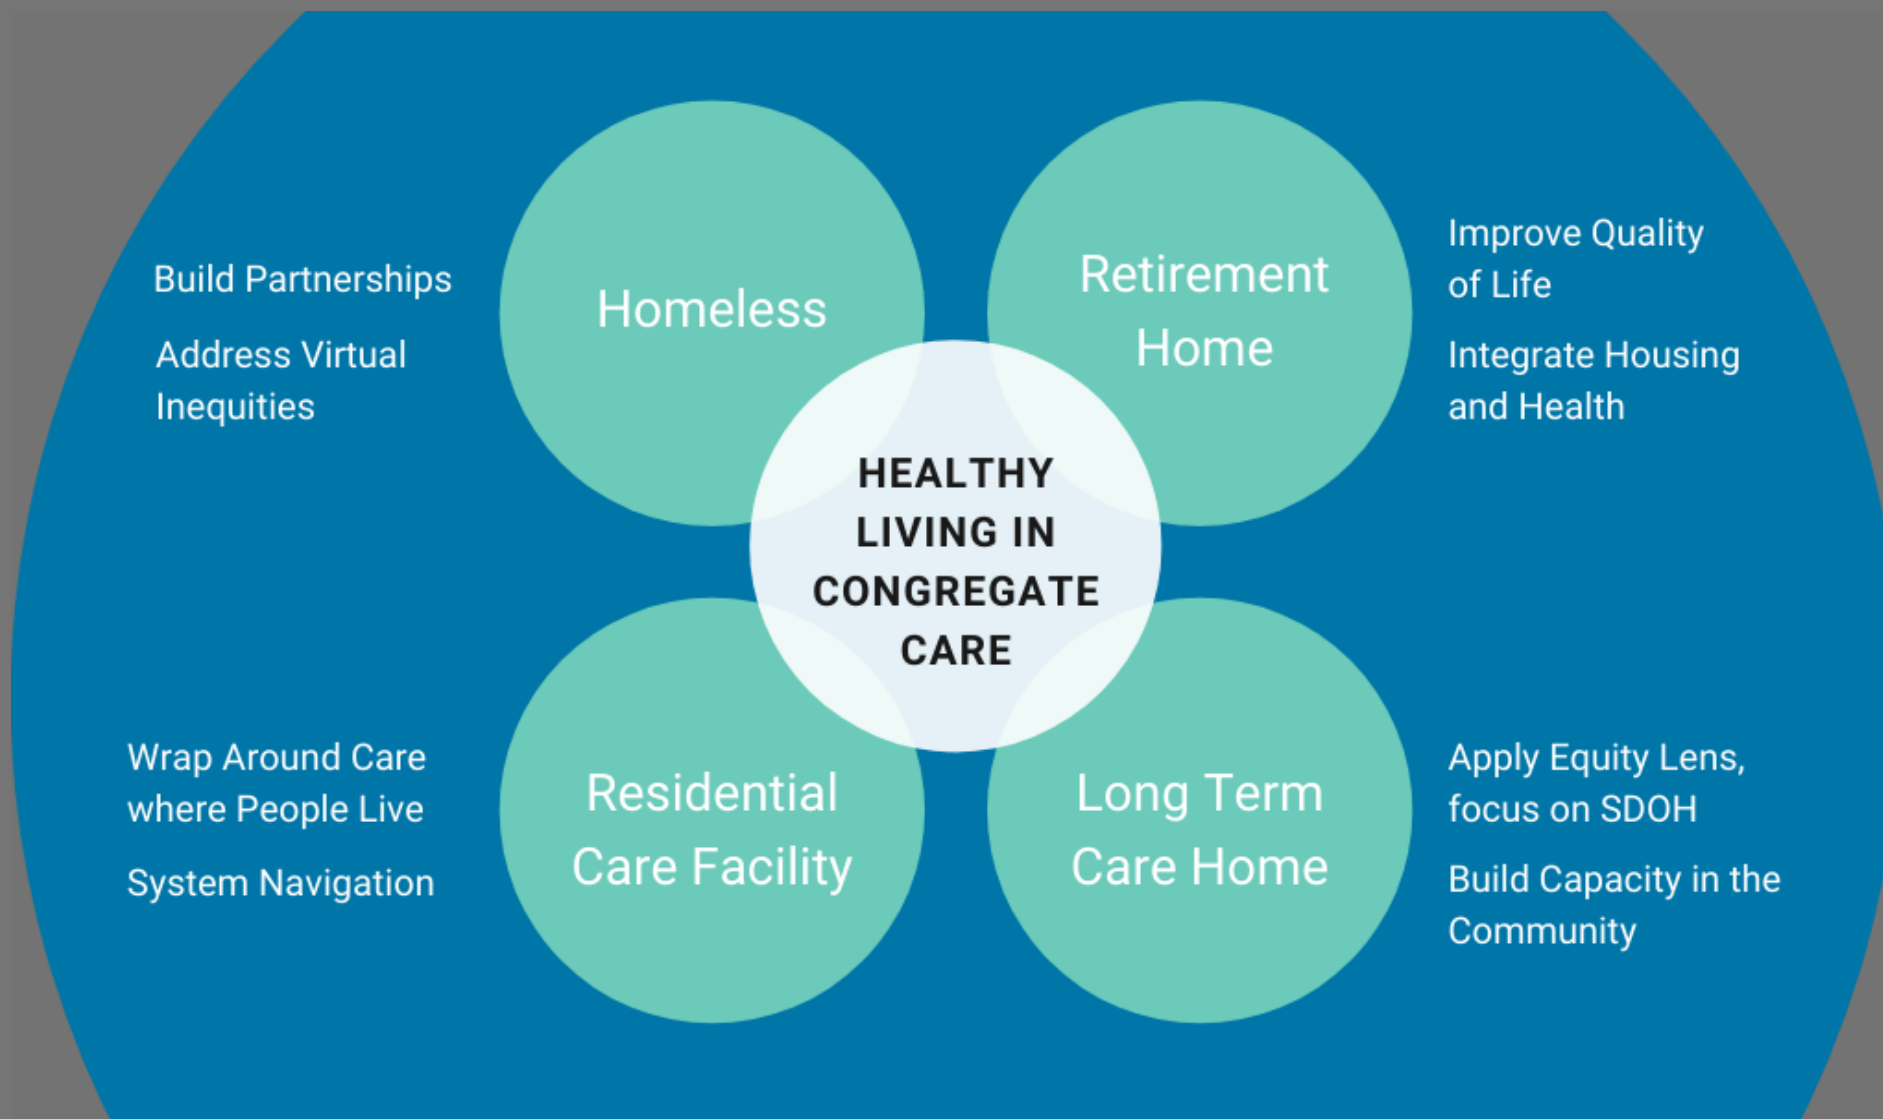 Build Partnerships
Address Virtual
Inequities
Homeless
Retirement
Home
Improve Quality
of Life
Integrate Housing
and Health
HEALTHY
LIVING IN
CONGREGATE
CARE
Wrap Around Care
where People Live
System Navigation
Residential
Care Facility
Long Term
Care Home
Apply Equity Lens,
focus on SDOH
Build Capacity in the
Community